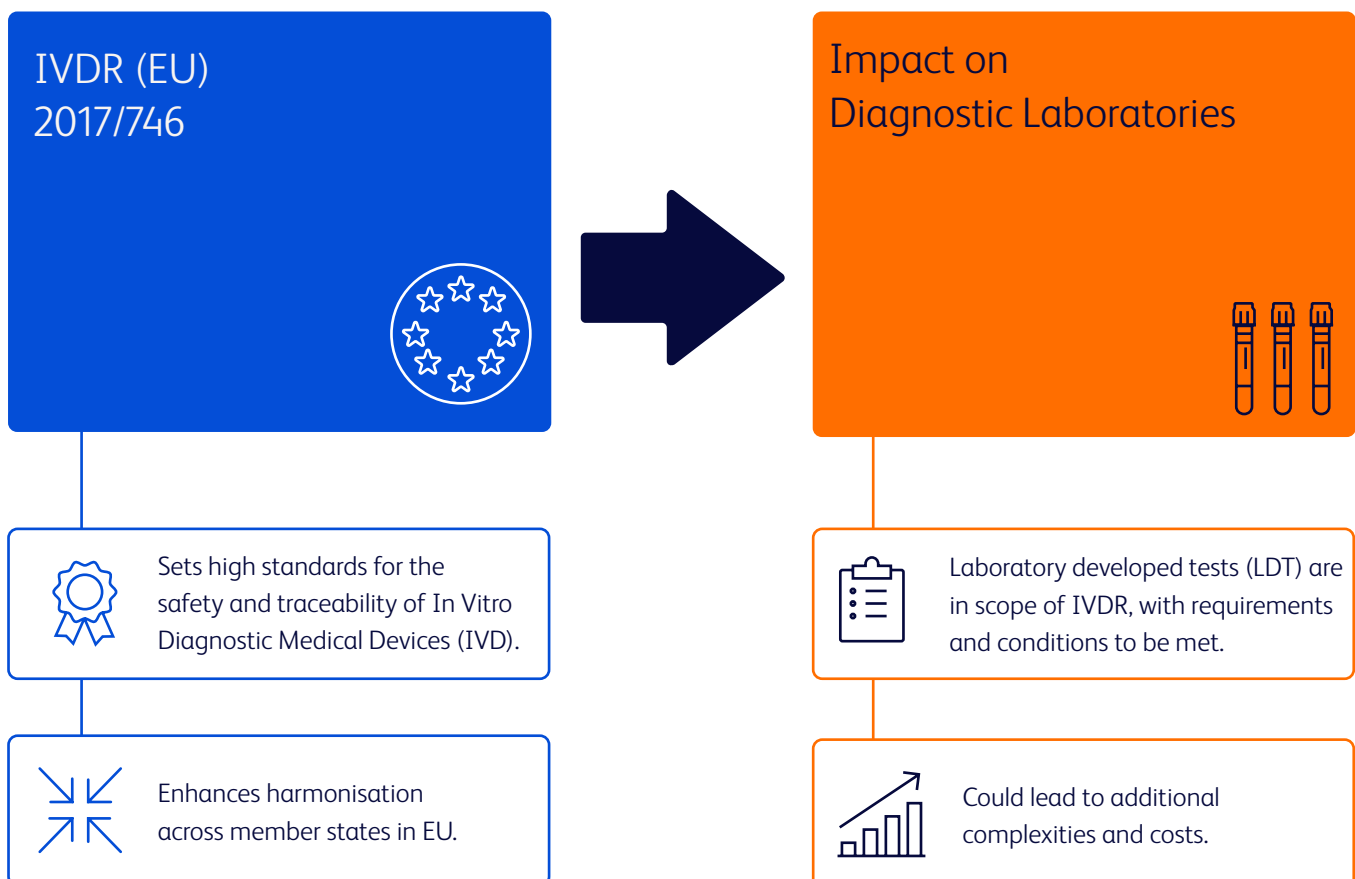 IVDR (EU)
2017/746
Sets high standards for the
safety and traceability of In Vitro
Diagnostic Medical Devices (IVD).
Enhances harmonisation
across member states in EU.
Impact on
Diagnostic Laboratories
Laboratory developed tests (LDT) are
in scope of IVDR, with requirements
and conditions to be met.
Could lead to additional
complexities and costs.